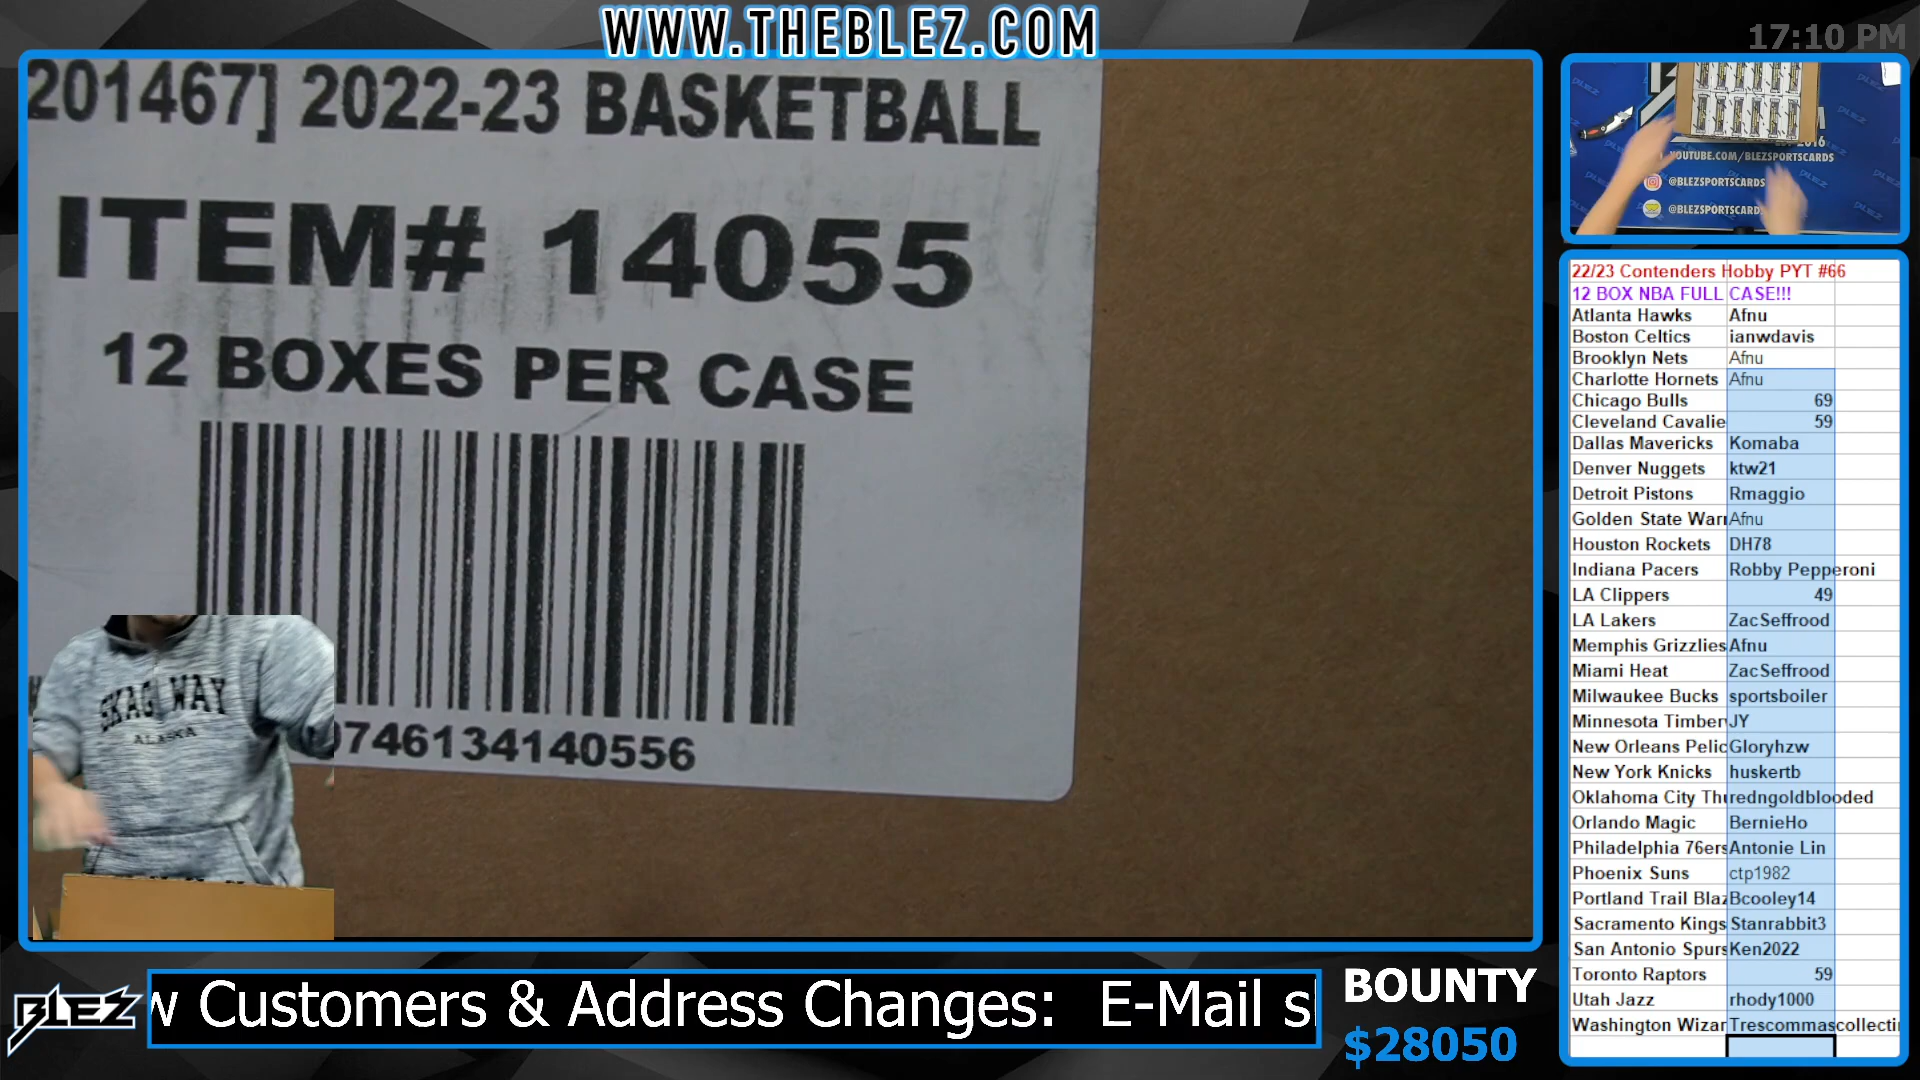 WWW.THEBLEZ.COM
17:10 PM
201467] 2022-23 BASKETBALL
ITEM# 14055
12 BOXES PER CASE
0746134140556
SKAGWAY
ALASKA
YOUTUBE.COM/BLEZSPORTSCARDS
@BLEZSPORTSCARDS
@BLEZSPORTSCARD
22/23 Contenders Hobby PYT #66
12 BOX NBA FULL CASE!!!
Atlanta Hawks Afnu
Boston Celtics ianwdavis
Brooklyn Nets Afnu
Charlotte Hornets Afnu
Chicago Bulls 69
Cleveland Cavalie 59
Dallas Mavericks Komaba
Denver Nuggets ktw21
Detroit Pistons Rmaggio
Golden State Warr Afnu
Houston Rockets DH78
Indiana Pacers Robby Pepperoni
LA Clippers 49
LA Lakers ZacSeffrood
Memphis Grizzlies Afnu
Miami Heat ZacSeffrood
Milwaukee Bucks sportsboiler
Minnesota Timber JY
New Orleans Pelic Gloryhzw
New York Knicks huskertb
Oklahoma City Thu redngoldblooded
Orlando Magic BernieHo
Philadelphia 76ers Antonie Lin
Phoenix Suns ctp1982
Portland Trail Blaz Bcooley14
Sacramento Kings Stanrabbit3
San Antonio Spurs Ken2022
Toronto Raptors 59
Utah Jazz rhody1000
Washington Wizar Trescommascollecti
BLEZ
w Customers & Address Changes: E-Mail s
BOUNTY
$28050